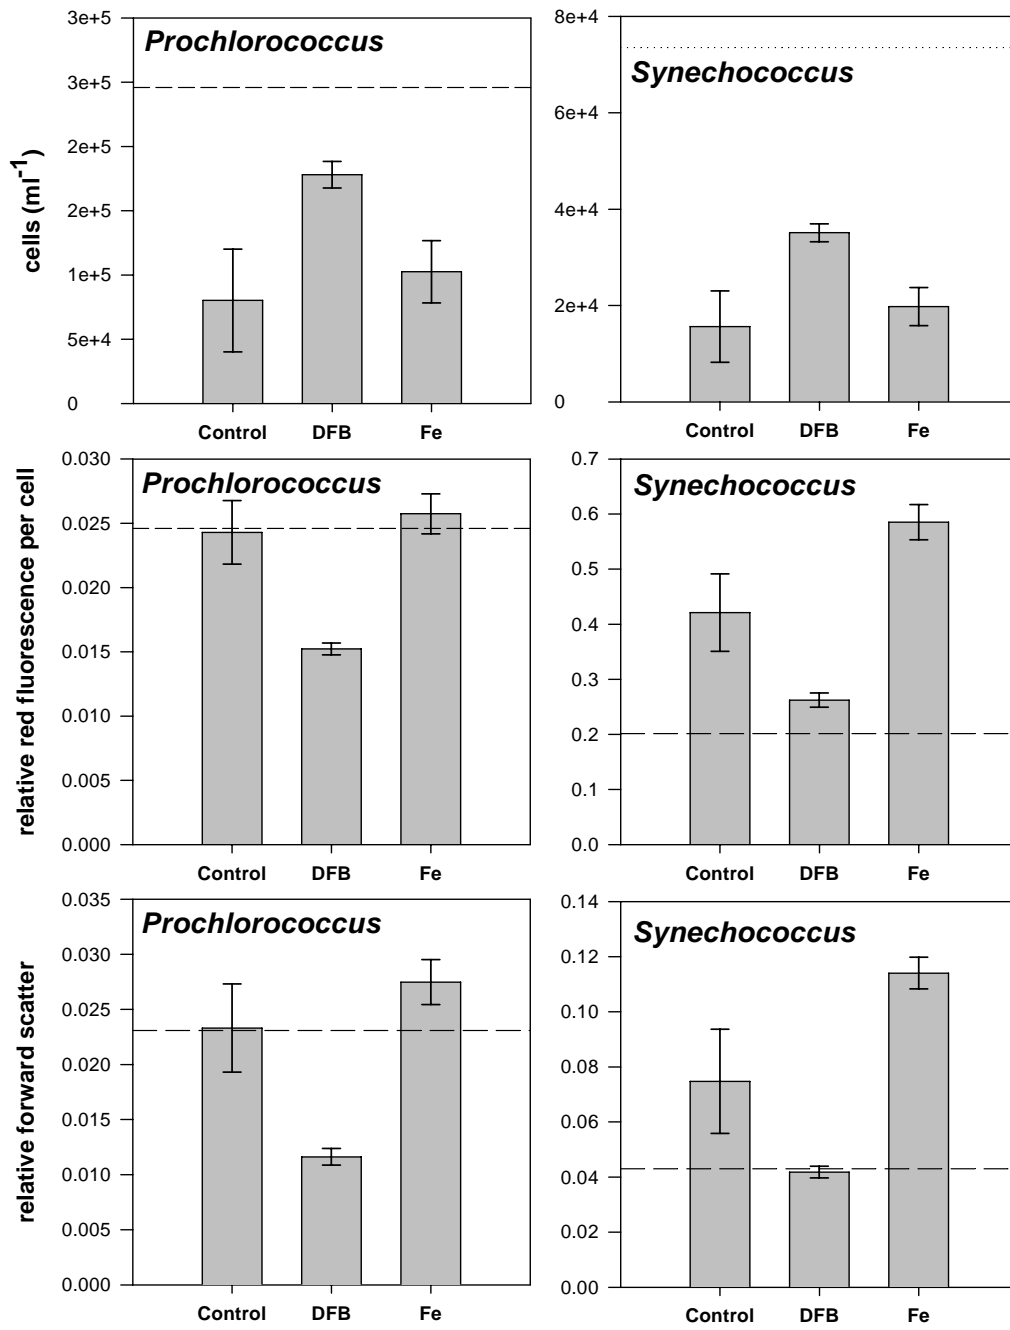 3e+5
3e+5
2e+5
2e+5
1e+5
5e+4
0
cells (ml-1)
Prochlorococcus
Control DFB Fe
8e+4
6e+4
4e+4
2e+4
0
Synechococcus
Control DFB Fe
0.030
0.025
0.020
0.015
0.010
0.005
0.000
relative red fluorescence per cell
Prochlorococcus
Control DFB Fe
0.7
0.6
0.5
0.4
0.3
0.2
0.1
0.0
Synechococcus
Control DFB Fe
0.035
0.030
0.025
0.020
0.015
0.010
0.005
0.000
relative forward scatter
Prochlorococcus
Control DFB Fe
0.14
0.12
0.10
0.08
0.06
0.04
0.02
0.00
Synechococcus
Control DFB Fe